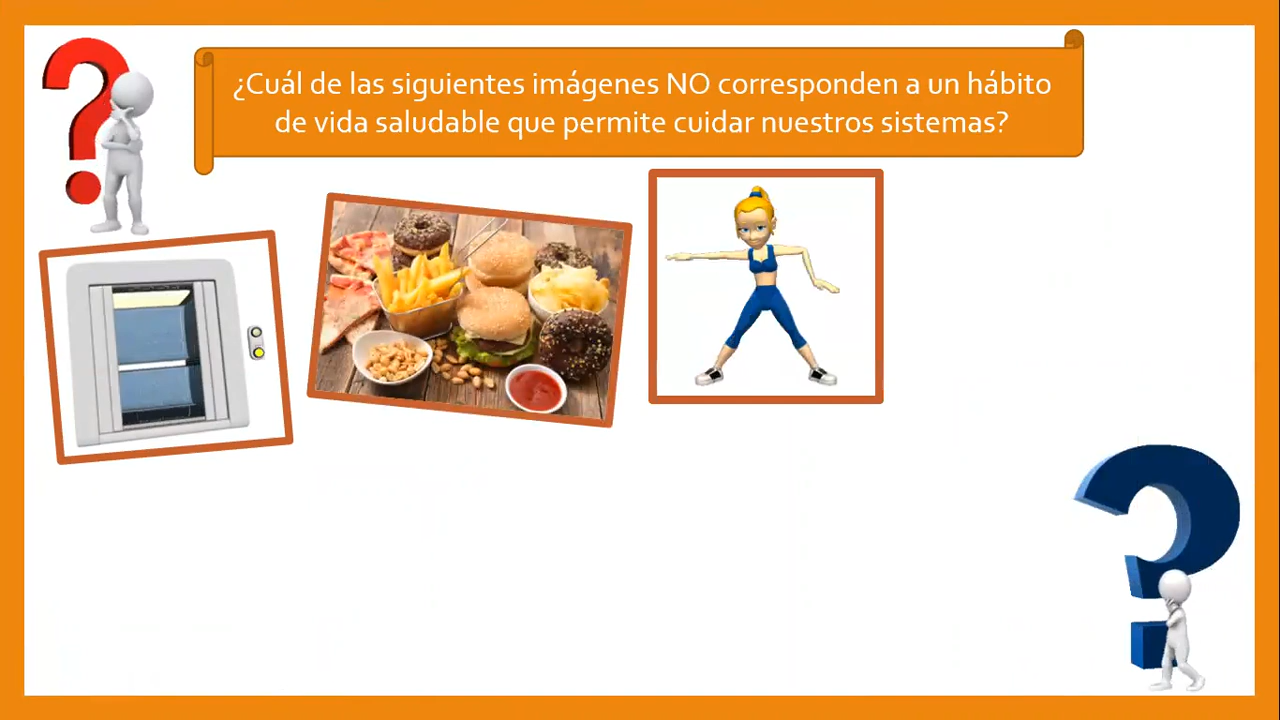 ¿Cuál de las siguientes imágenes NO corresponden a un hábito
de vida saludable que permite cuidar nuestros sistemas?